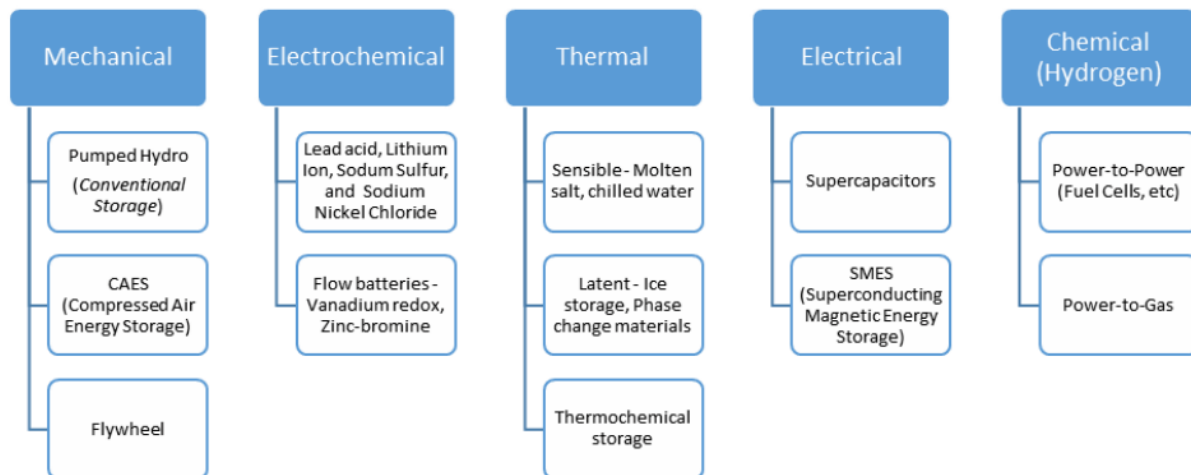 Mechanical
Pumped Hydro
(Conventional
Storage)
CAES
(Compressed Air
Energy Storage)
Flywheel
Electrochemical
Lead acid, Lithium
Ion, Sodum Sulfur,
and Sodium
Nickel Chloride
Flow batteries -
Vanadium redox,
Zinc-bromine
Thermal
Sensible - Molten
salt, chilled water
Latent - Ice
storage, Phase
change materials
Thermochemical
storage
Electrical
Supercapacitors
SMES
(Superconducting
Magnetic Energy
Storage)
Chemical
(Hydrogen)
Power-to-Power
(Fuel Cells, etc)
Power-to-Gas